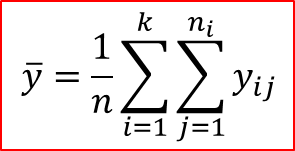 ȳ = 1/n ∑_{i=1}^{k} ∑_{j=1}^{n_i} y_{ij}